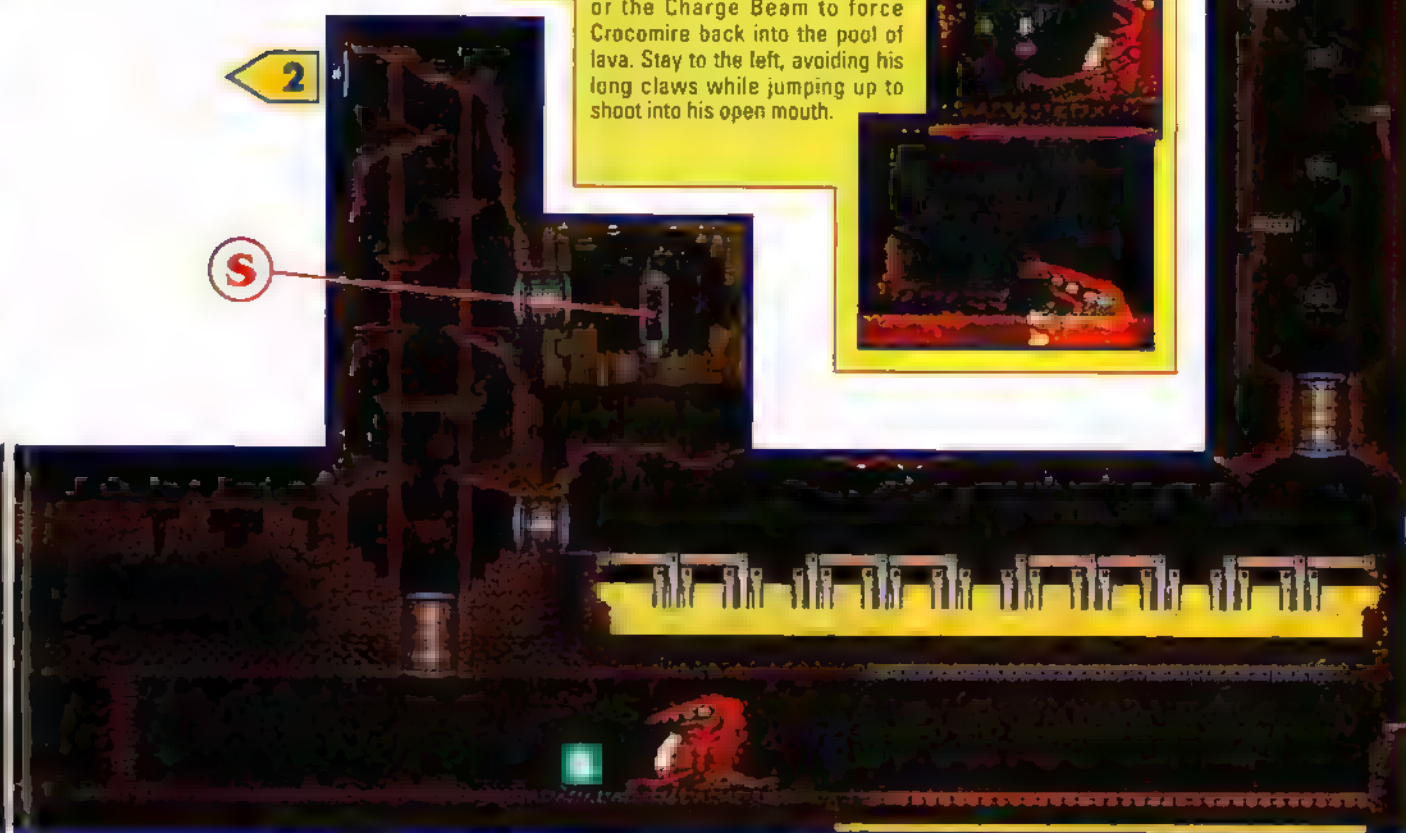 or the Charge Beam to force
Crocomire back into the pool of
lava. Stay to the left, avoiding his
long claws while jumping up to
shoot into his open mouth.
2
S